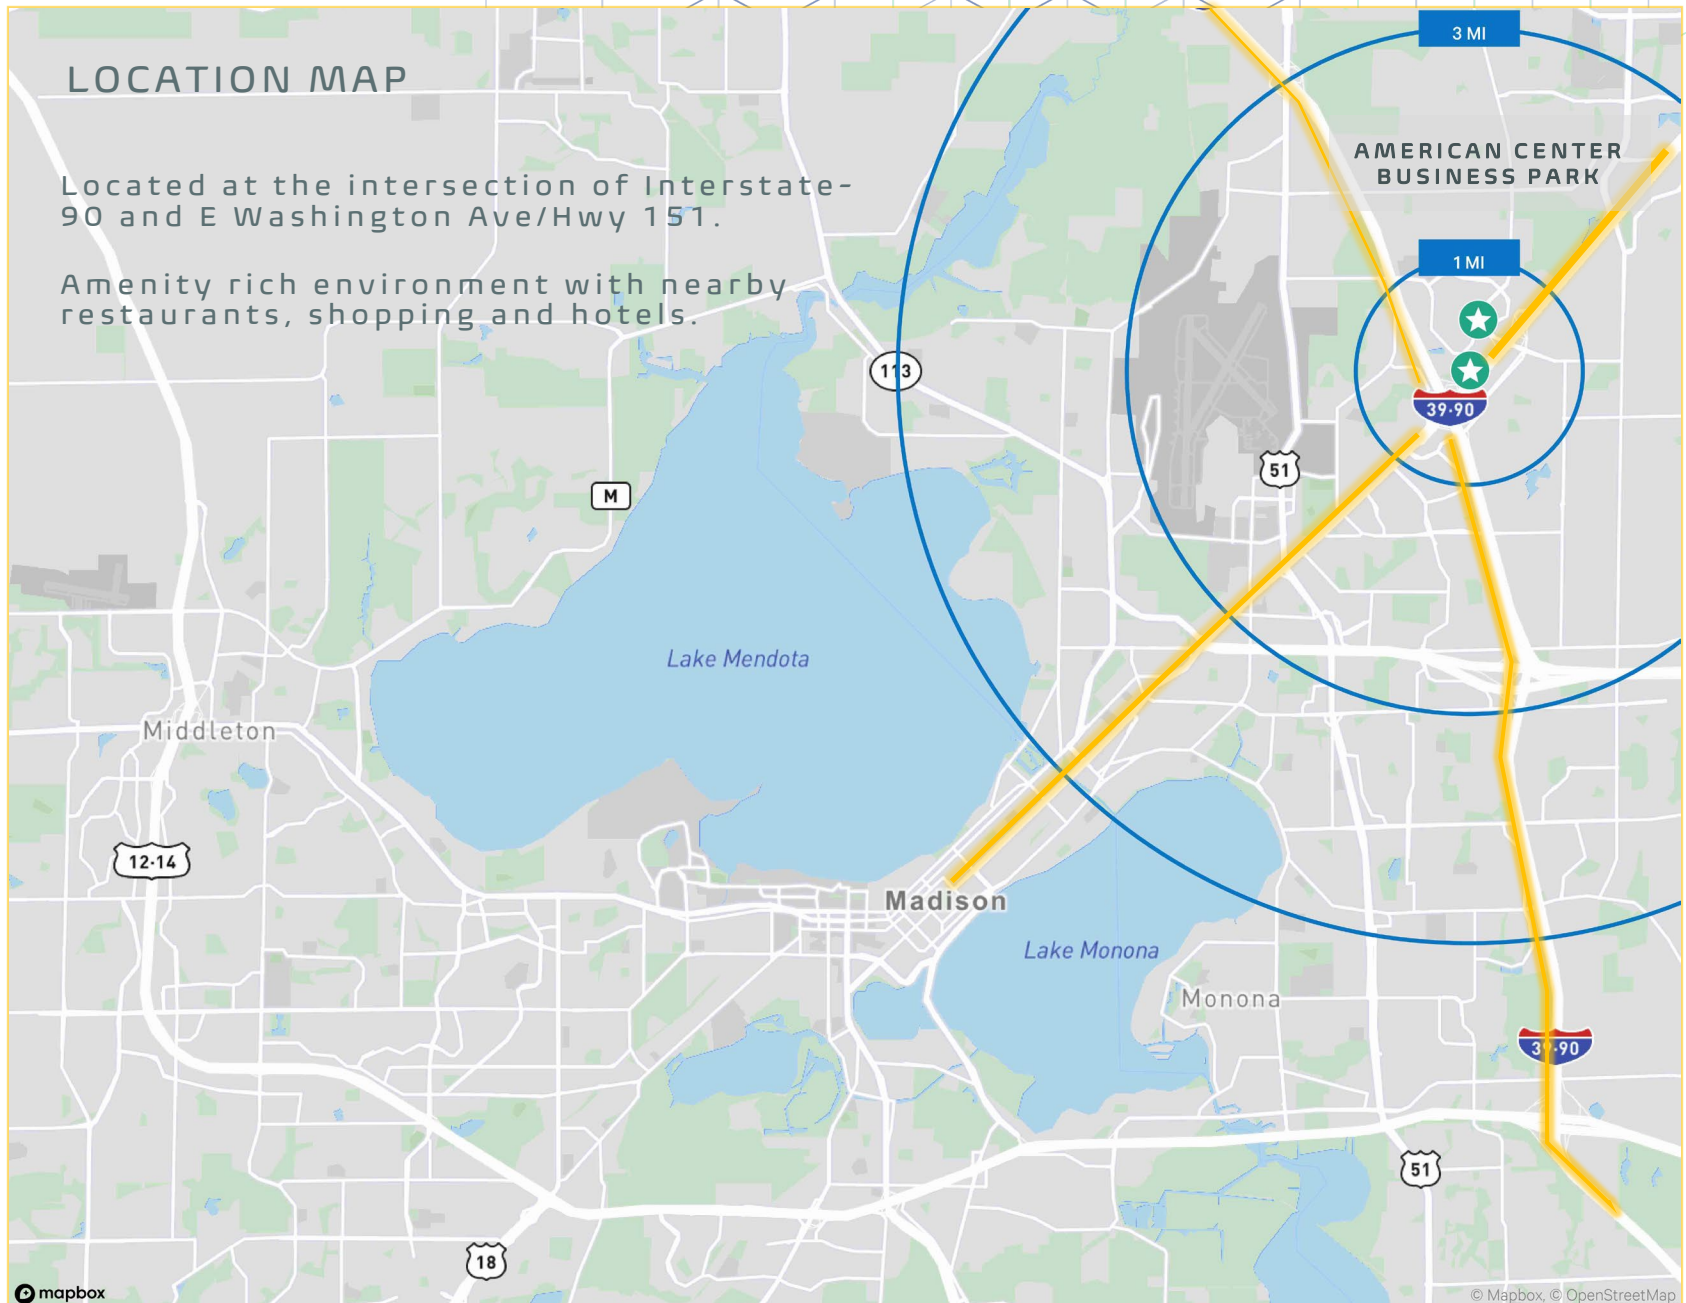 3 MI
LOCATION MAP
AMERICAN CENTER
BUSINESS PARK
Located at the intersection of Interstate-
90 and E Washington Ave/Hwy 151.
1 MI
Amenity rich environment with nearby
restaurants, shopping and hotels.
113
39·90
51
M
Lake Mendota
Middleton
12·14
Madison
Lake Monona
Monona
39·90
51
18
mapbox
© Mapbox, © OpenStreetMap